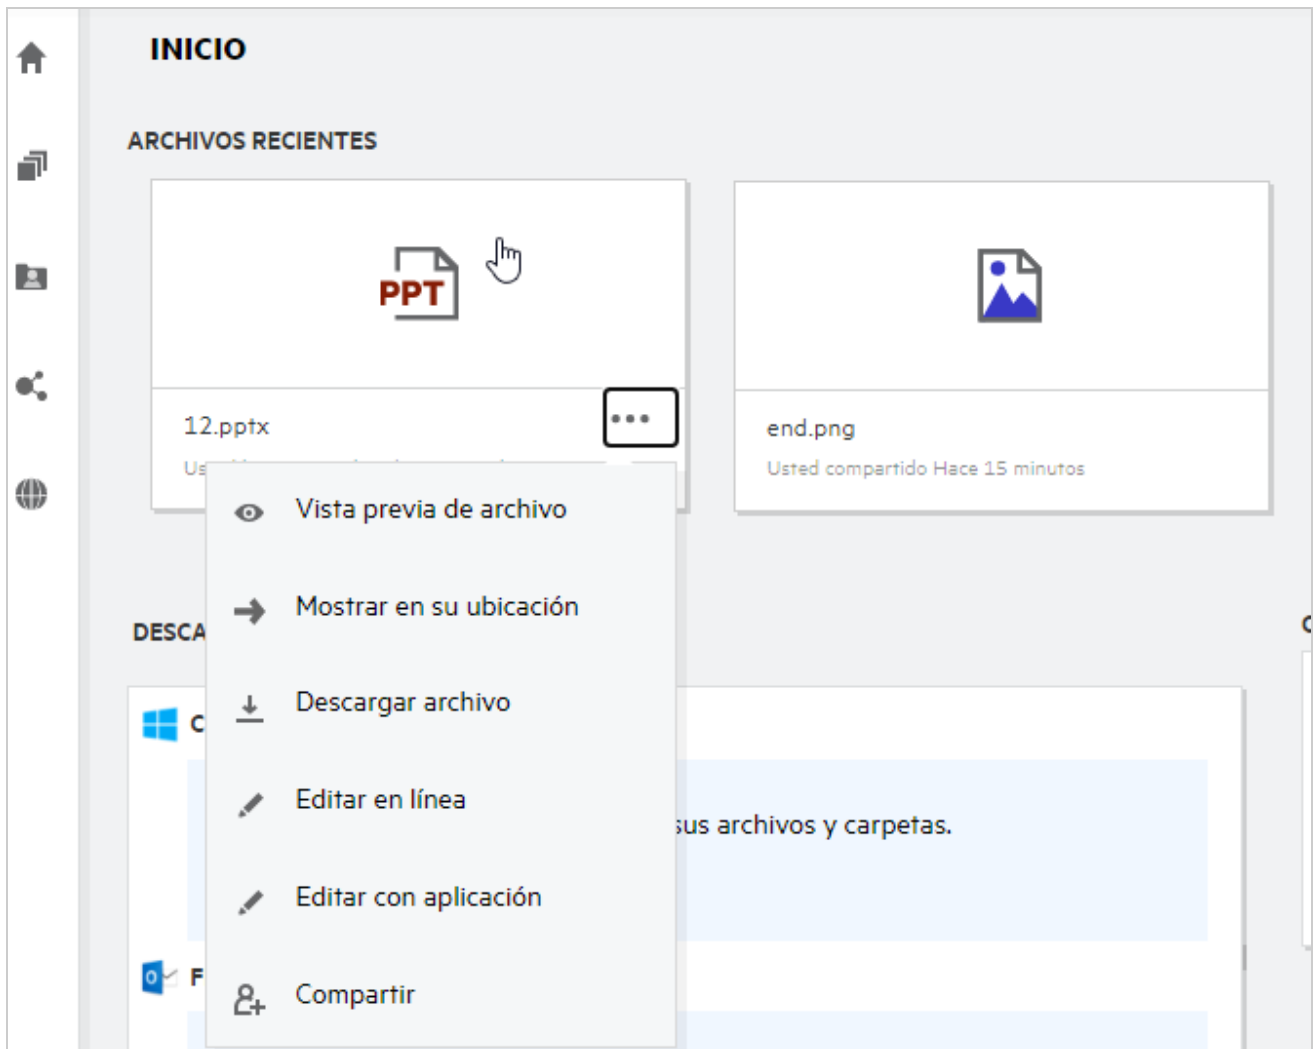 INICIO
ARCHIVOS RECIENTES
PPT
12.pptx
end.png
Usted compartido Hace 15 minutos
Vista previa de archivo
Mostrar en su ubicación
Descargar archivo
Editar en línea
sus archivos y carpetas.
Editar con aplicación
Compartir